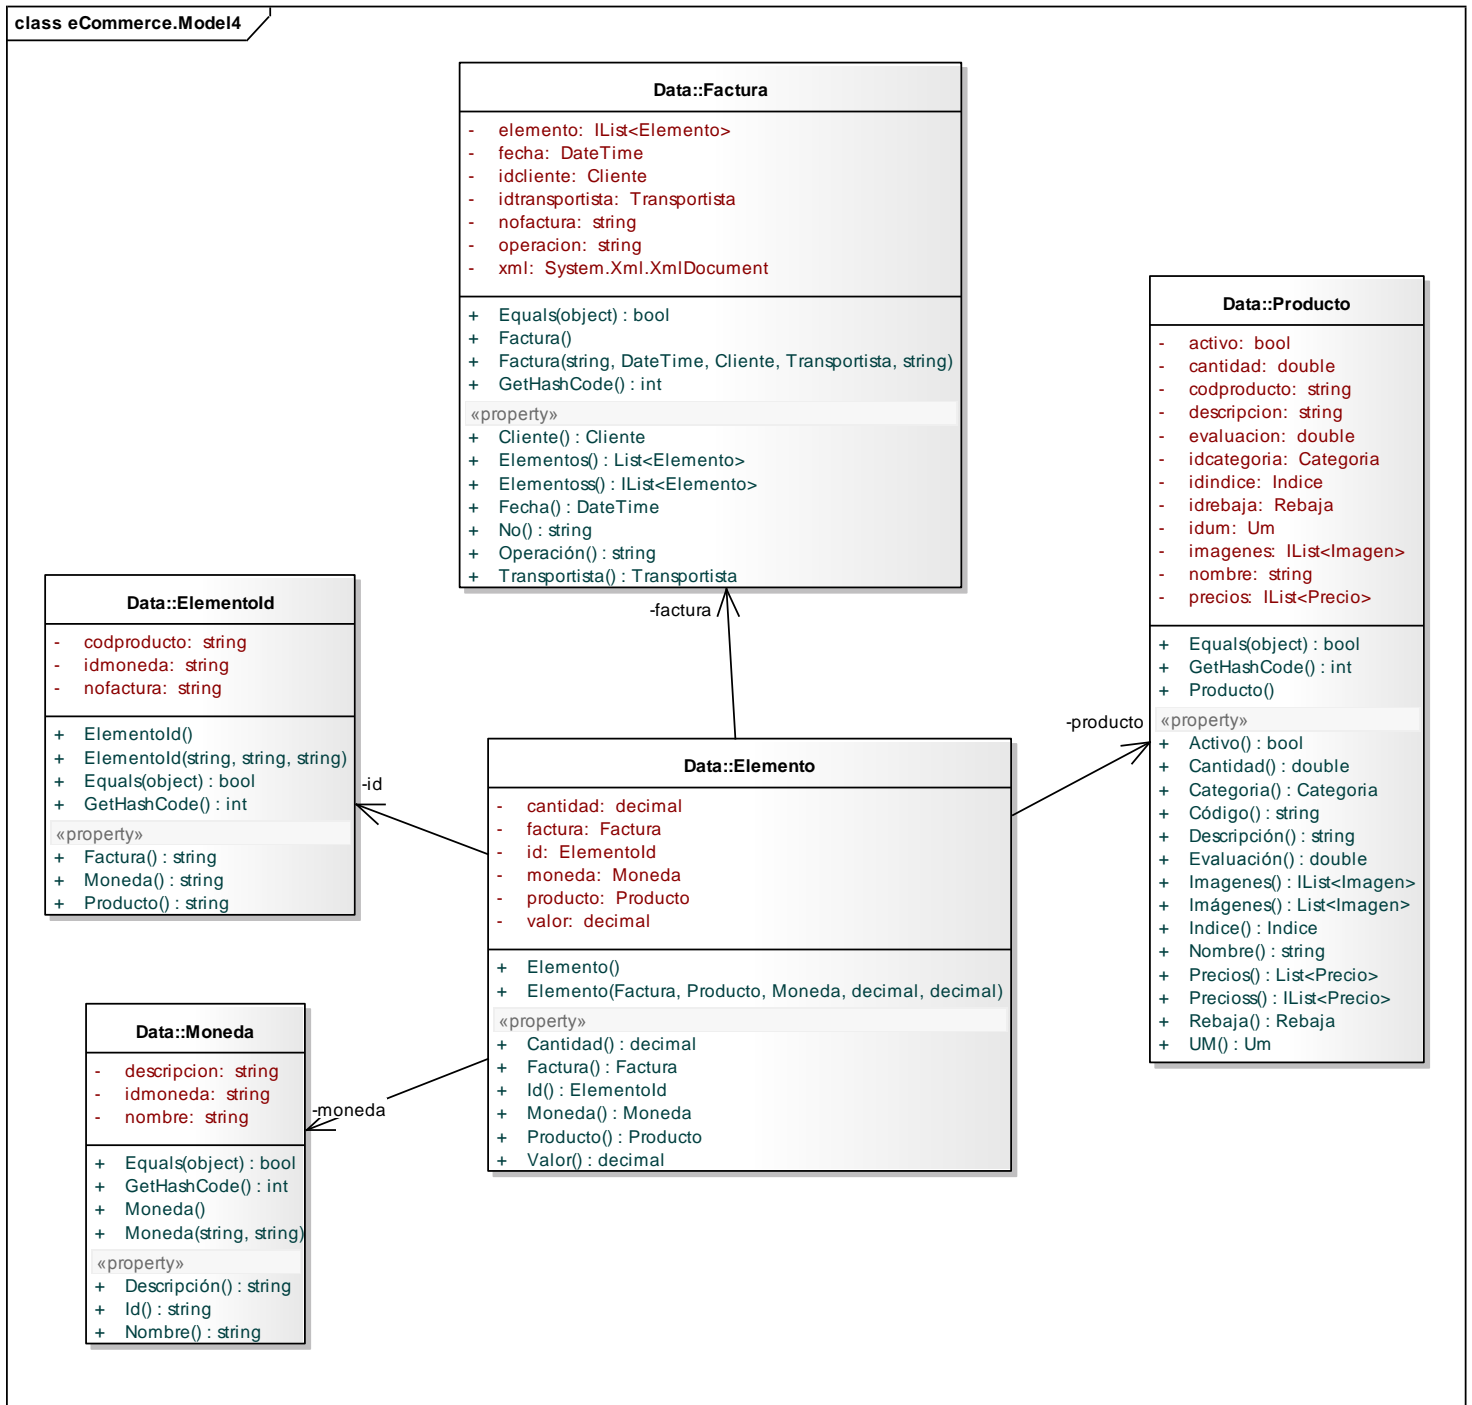 class eCommerce.Model4
Data::Factura
- elemento: IList<Elemento>
- fecha: DateTime
- idcliente: Cliente
- idtransportista: Transportista
- nofactura: string
- operacion: string
- xml: System.Xml.XmlDocument
+ Equals(object) : bool
+ Factura()
+ Factura(string, DateTime, Cliente, Transportista, string)
+ GetHashCode() : int
«property»
+ Cliente() : Cliente
+ Elementos() : List<Elemento>
+ Elementoss() : IList<Elemento>
+ Fecha() : DateTime
+ No() : string
+ Operación() : string
+ Transportista() : Transportista
Data::Producto
- activo: bool
- cantidad: double
- codproducto: string
- descripcion: string
- evaluacion: double
- idcategoria: Categoria
- idindice: Indice
- idrebaja: Rebaja
- idum: Um
- imagenes: IList<Imagen>
- nombre: string
- precios: IList<Precio>
+ Equals(object) : bool
+ GetHashCode() : int
+ Producto()
«property»
+ Activo() : bool
+ Cantidad() : double
+ Categoria() : Categoria
+ Código() : string
+ Descripción() : string
+ Evaluación() : double
+ Imagenes() : IList<Imagen>
+ Imágenes() : List<Imagen>
+ Indice() : Indice
+ Nombre() : string
+ Precios() : List<Precio>
+ Precioss() : IList<Precio>
+ Rebaja() : Rebaja
+ UM() : Um
Data::ElementoId
- codproducto: string
- idmoneda: string
- nofactura: string
+ ElementoId()
+ ElementoId(string, string, string)
+ Equals(object) : bool
+ GetHashCode() : int
«property»
+ Factura() : string
+ Moneda() : string
+ Producto() : string
-factura
-producto
-id
-moneda
Data::Elemento
- cantidad: decimal
- factura: Factura
- id: ElementoId
- moneda: Moneda
- producto: Producto
- valor: decimal
+ Elemento()
+ Elemento(Factura, Producto, Moneda, decimal, decimal)
«property»
+ Cantidad() : decimal
+ Factura() : Factura
+ Id() : ElementoId
+ Moneda() : Moneda
+ Producto() : Producto
+ Valor() : decimal
Data::Moneda
- descripcion: string
- idmoneda: string
- nombre: string
+ Equals(object) : bool
+ GetHashCode() : int
+ Moneda()
+ Moneda(string, string)
«property»
+ Descripción() : string
+ Id() : string
+ Nombre() : string